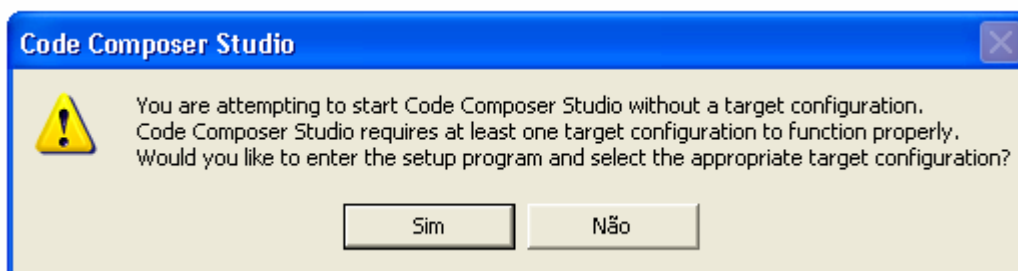 Code Composer Studio
You are attempting to start Code Composer Studio without a target configuration.
Code Composer Studio requires at least one target configuration to function properly.
Would you like to enter the setup program and select the appropriate target configuration?
Sim
Não